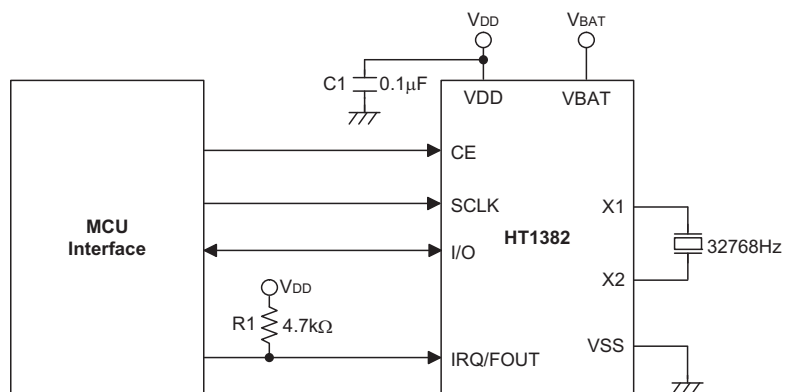 VDD
VBAT
C1
0.1μF
VDD
VBAT
CE
SCLK
X1
MCU
Interface
HT1382
32768Hz
I/O
X2
VDD
R1
4.7kΩ
VSS
IRQ/FOUT